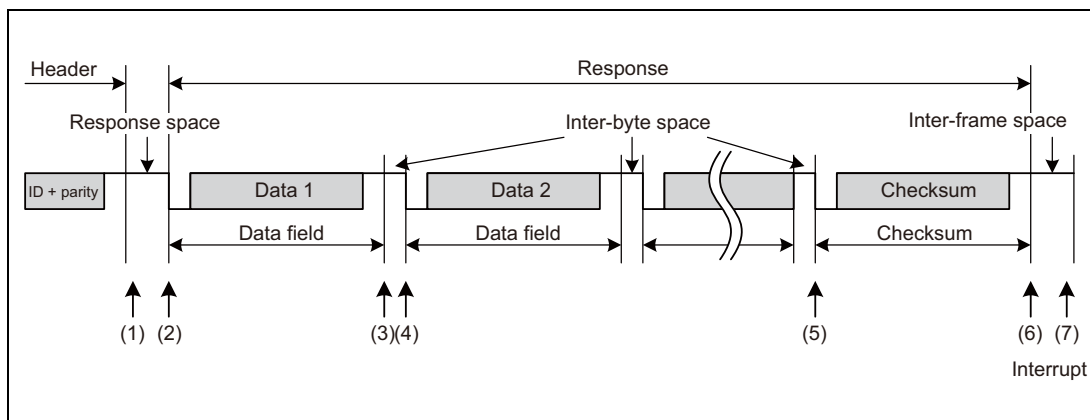 Header
Response
Response space
Inter-byte space
Inter-frame space
ID + parity
Data 1
Data 2
Checksum
Data field
Data field
Checksum
(1)
(2)
(3)
(4)
(5)
(6)
(7)
Interrupt